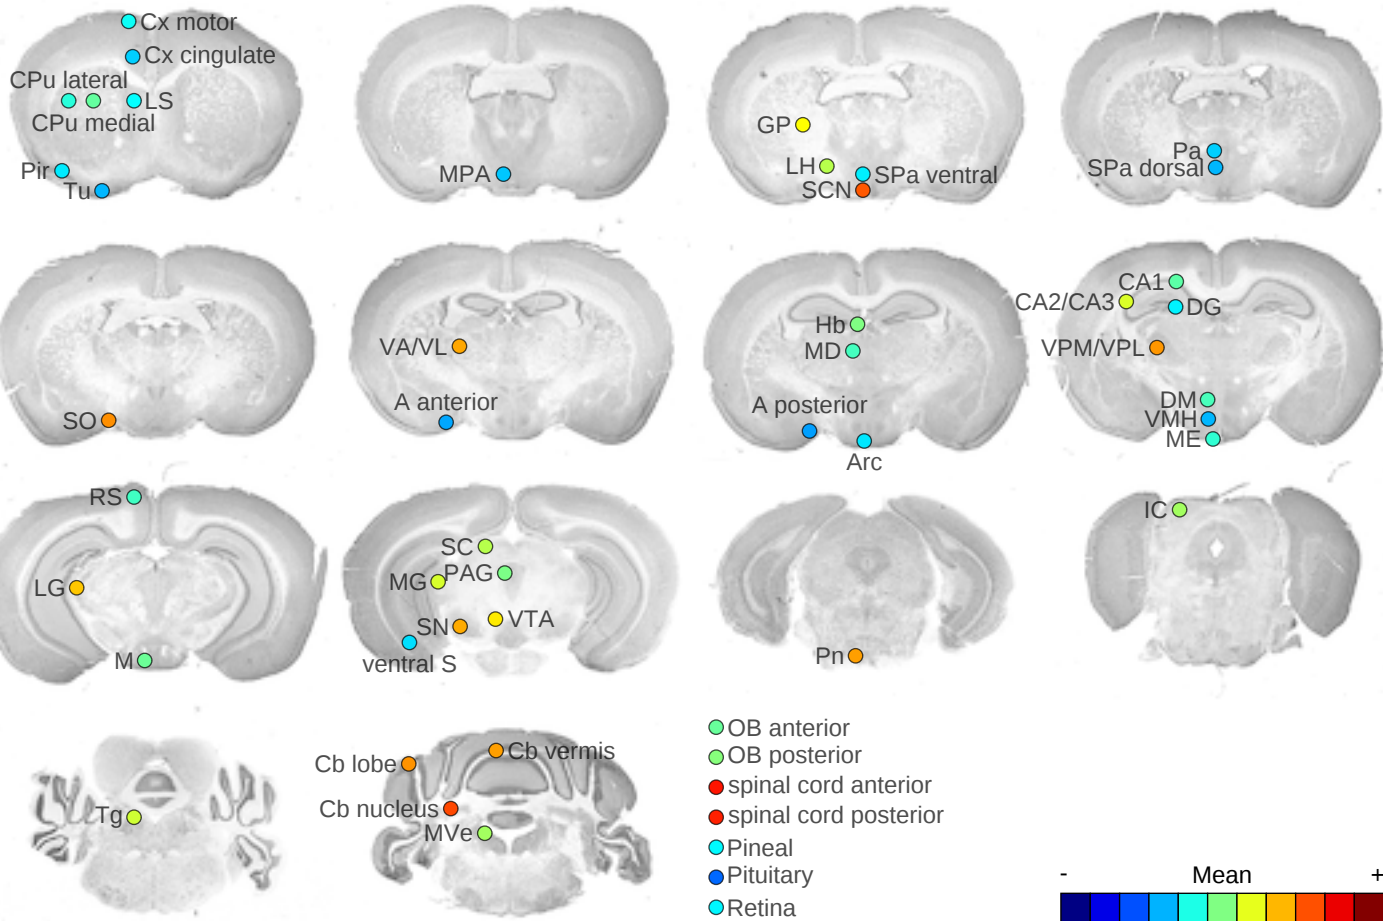 Cx motor
Cx cingulate
CPu lateral
LS
CPu medial
Pir
Tu
MPA
GP
LH
SPa ventral
SCN
Pa
SPa dorsal
SO
VA/VL
A anterior
Hb
MD
A posterior
Arc
CA1
CA2/CA3
DG
VPM/VPL
DM
VMH
ME
RS
LG
M
SC
PAG
MG
VTA
SN
ventral S
Pn
IC
Tg
Cb lobe
Cb vermis
Cb nucleus
MVe
OB anterior
OB posterior
spinal cord anterior
spinal cord posterior
Pineal
Pituitary
Retina
- Mean +